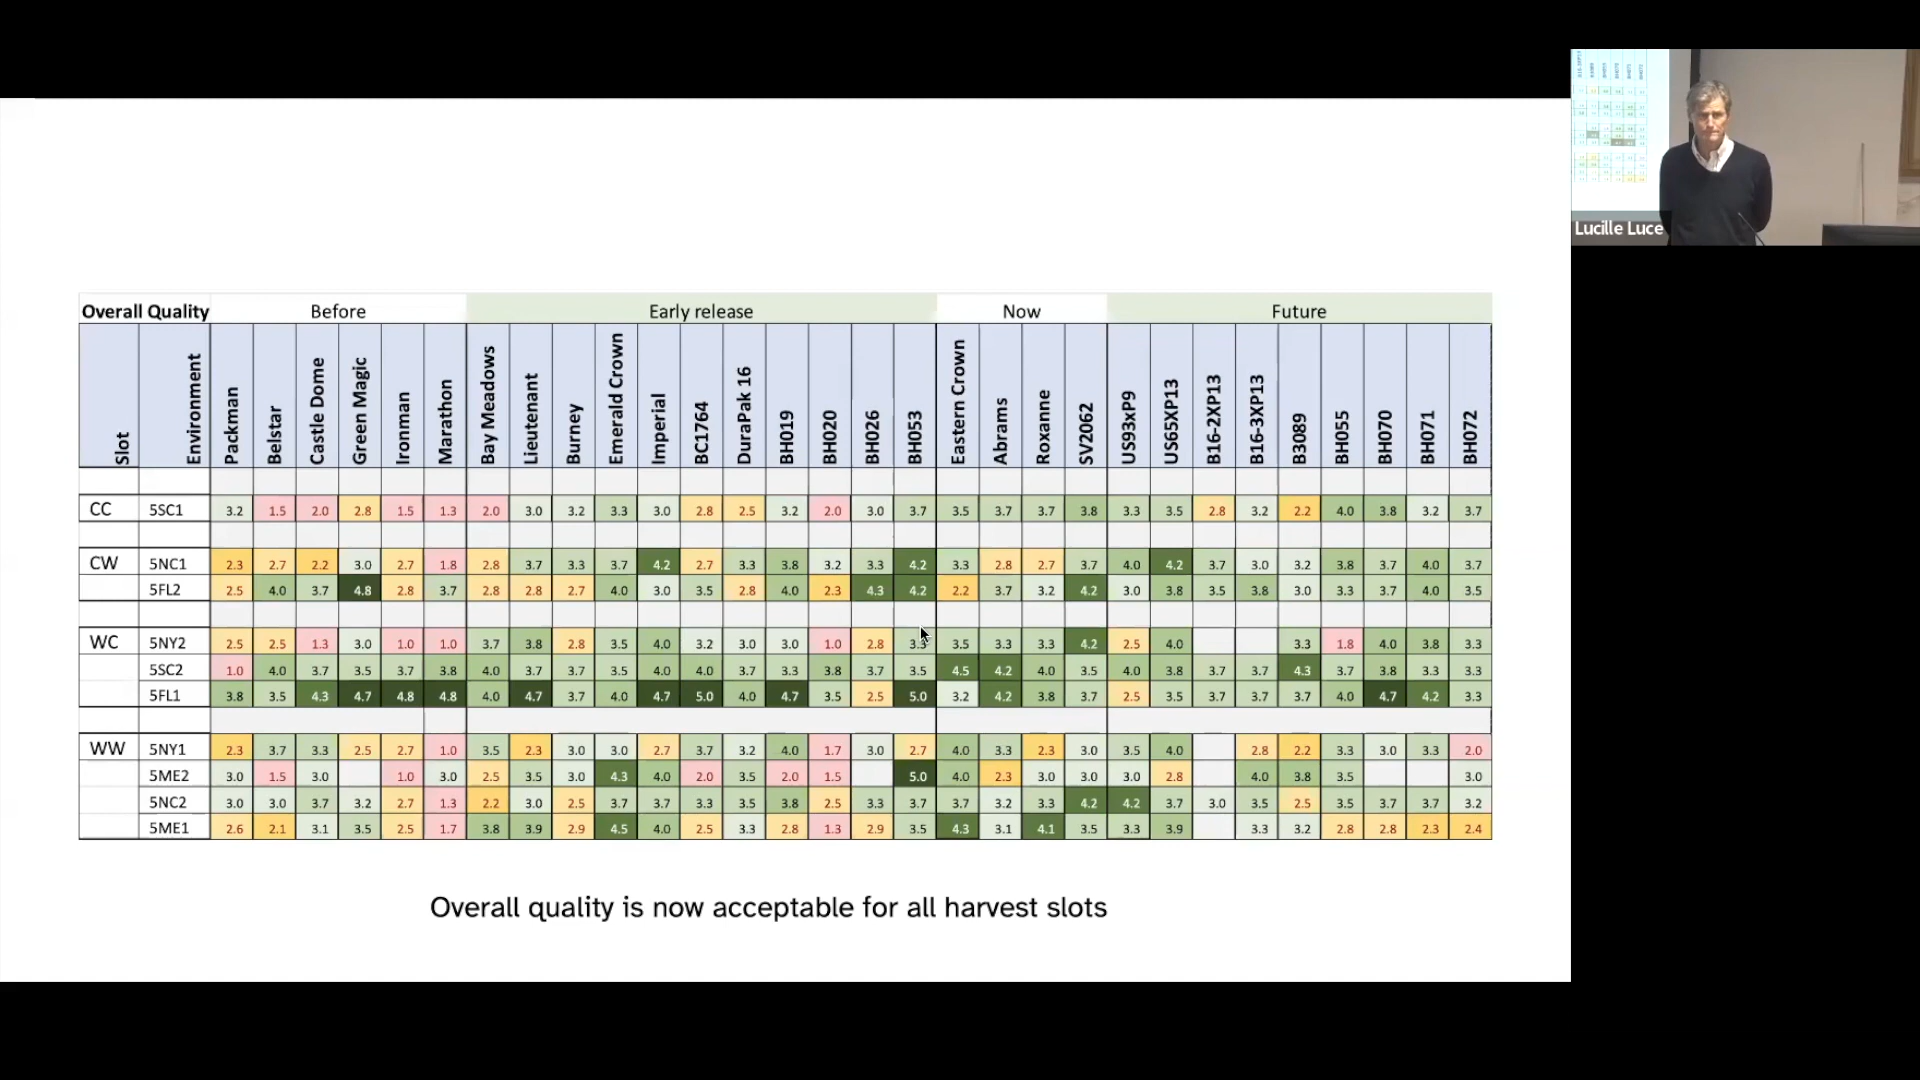 Lucille Luce
Overall Quality Before Early release Now Future
Slot Environment Packman Belstar Castle Dome Green Magic Ironman Marathon Bay Meadows Lieutenant Burney Emerald Crown Imperial BC1764 DuraPak 16 BH019 BH020 BH026 BH053 Eastern Crown Abrams Roxanne SV2062 US93xP9 US65XP13 B16-2XP13 B16-3XP13 B3089 BH055 BH070 BH071 BH072
CC 5SC1 3.2 1.5 2.0 2.8 1.5 1.3 2.0 3.0 3.2 3.3 3.0 2.8 2.5 3.2 2.0 3.0 3.7 3.5 3.7 3.7 3.8 3.3 3.5 2.8 3.2 2.2 4.0 3.8 3.2 3.7
CW 5NC1 2.3 2.7 2.2 3.0 2.7 1.8 2.8 3.7 3.3 3.7 4.2 2.7 3.3 3.8 3.2 3.3 4.2 3.3 2.8 2.7 3.7 4.0 4.2 3.7 3.0 3.2 3.8 3.7 4.0 3.7
5FL2 2.5 4.0 3.7 4.8 2.8 3.7 2.8 2.8 2.7 4.0 3.0 3.5 2.8 4.0 2.3 4.3 4.2 2.2 3.7 3.2 4.2 3.0 3.8 3.5 3.8 3.0 3.3 3.7 4.0 3.5
WC 5NY2 2.5 2.5 1.3 3.0 1.0 1.0 3.7 3.8 2.8 3.5 4.0 3.2 3.0 3.0 1.0 2.8 3.3 3.5 3.3 3.3 4.2 2.5 4.0 3.3 1.8 4.0 3.8 3.3
5SC2 1.0 4.0 3.7 3.5 3.7 3.8 4.0 3.7 3.7 3.5 4.0 4.0 3.7 3.3 3.8 3.7 3.5 4.5 4.2 4.0 3.5 4.0 3.8 3.7 3.7 4.3 3.7 3.8 3.3 3.3
5FL1 3.8 3.5 4.3 4.7 4.8 4.8 4.0 4.7 3.7 4.0 4.7 5.0 4.0 4.7 3.5 2.5 5.0 3.2 4.2 3.8 3.7 2.5 3.5 3.7 3.7 3.7 4.0 4.7 4.2 3.3
WW 5NY1 2.3 3.7 3.3 2.5 2.7 1.0 3.5 2.3 3.0 3.0 2.7 3.7 3.2 4.0 1.7 3.0 2.7 4.0 3.3 2.3 3.0 3.5 4.0 2.8 2.2 3.3 3.0 3.3 2.0
5ME2 3.0 1.5 3.0 1.0 3.0 2.5 3.5 3.0 4.3 4.0 2.0 3.5 2.0 1.5 5.0 4.0 2.3 3.0 3.0 3.0 2.8 4.0 3.8 3.5 3.0
5NC2 3.0 3.0 3.7 3.2 2.7 1.3 2.2 3.0 2.5 3.7 3.7 3.3 3.5 3.8 2.5 3.3 3.7 3.7 3.2 3.3 4.2 4.2 3.7 3.0 3.5 2.5 3.5 3.7 3.7 3.2
5ME1 2.6 2.1 3.1 3.5 2.5 1.7 3.8 3.9 2.9 4.5 4.0 2.5 3.3 2.8 1.3 2.9 3.5 4.3 3.1 4.1 3.5 3.3 3.9 3.3 3.2 2.8 2.8 2.3 2.4
Overall quality is now acceptable for all harvest slots